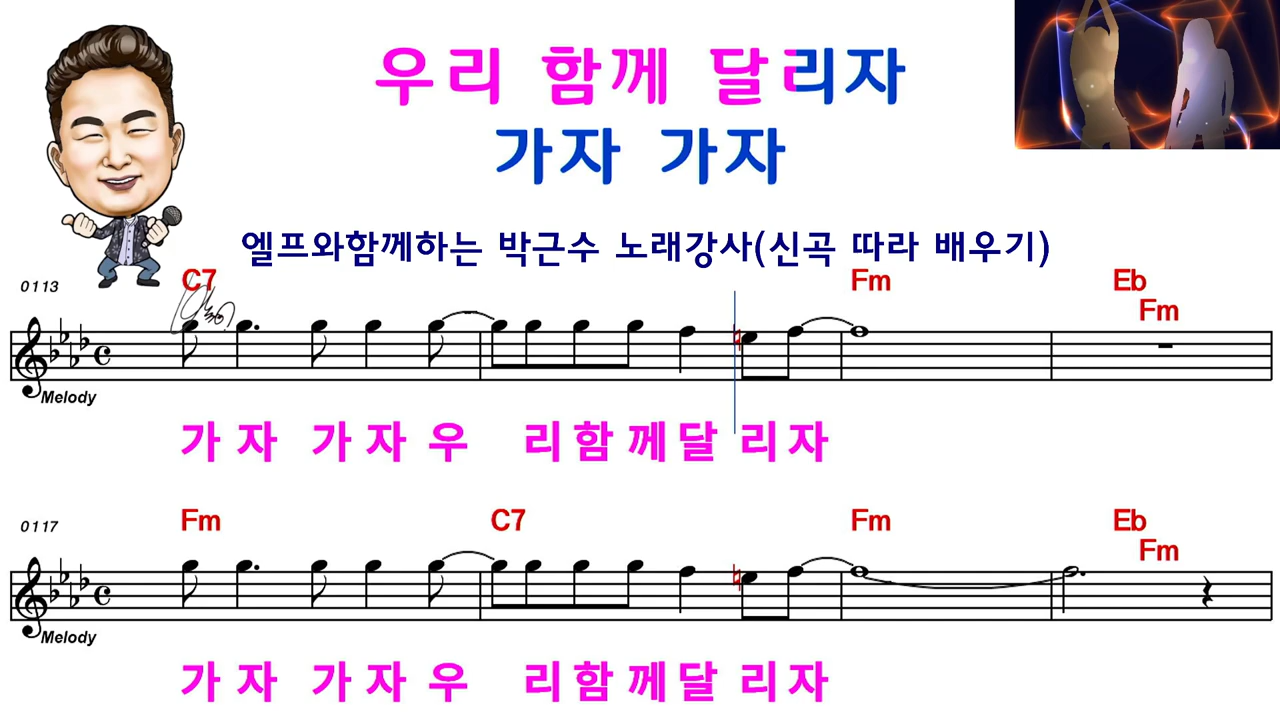 우리 함께 달리자
가자 가자
엘프와함께하는 박근수 노래강사(신곡 따라 배우기)
0113
C7 Fm Eb Fm
Melody
가 자 가 자 우 리 함 께 달 리 자
0117
Fm C7 Fm Eb Fm
Melody
가 자 가 자 우 리 함 께 달 리 자